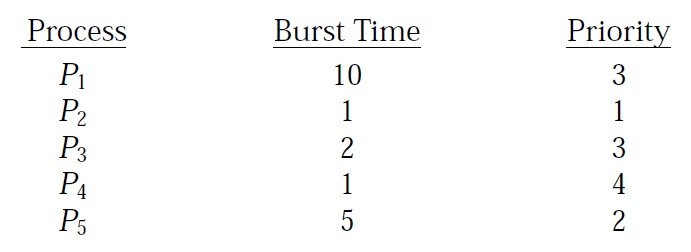 Process Burst Time Priority
P1 10 3
P2 1 1
P3 2 3
P4 1 4
P5 5 2